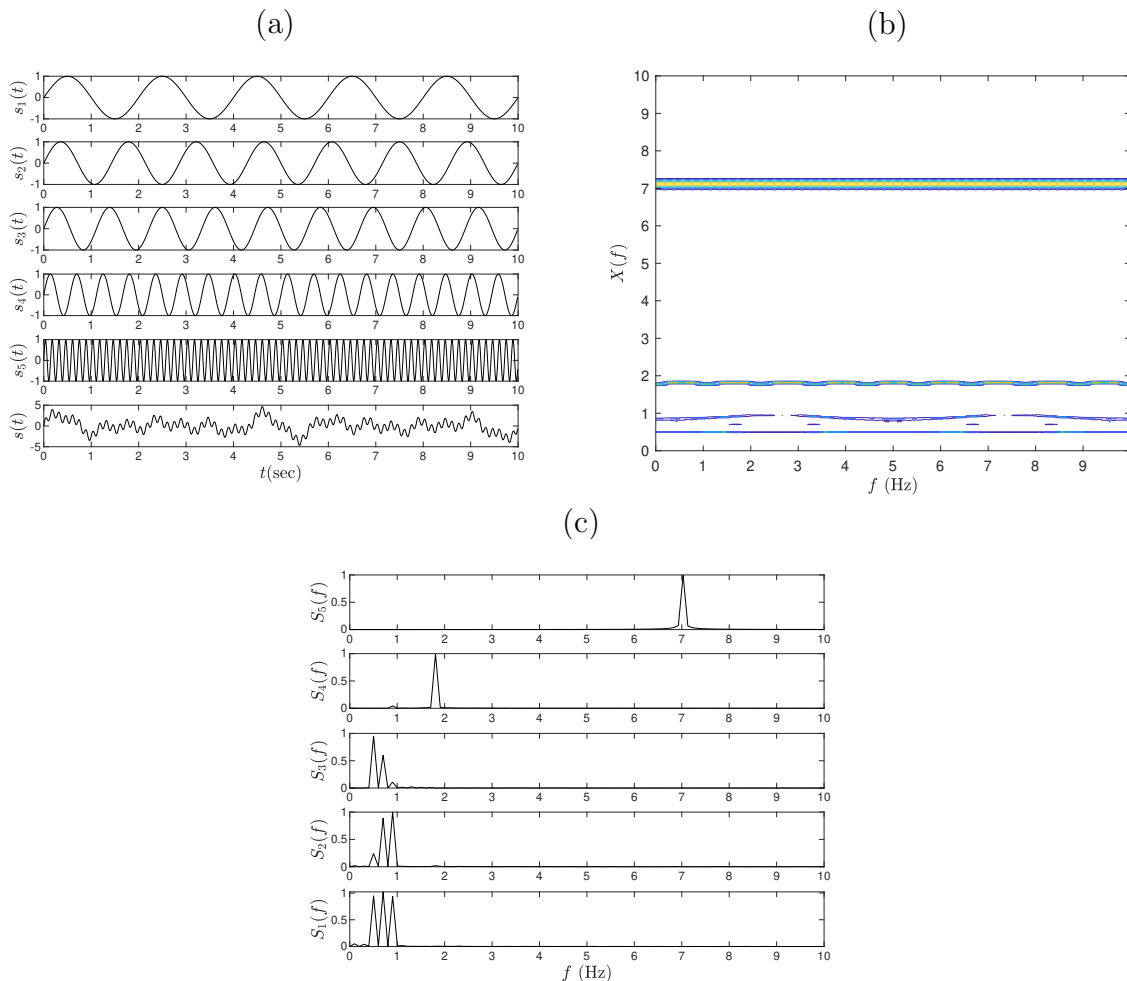 (a)
1
0
-1
s₁(t)
0 1 2 3 4 5 6 7 8 9 10
1
0
-1
s₂(t)
0 1 2 3 4 5 6 7 8 9 10
1
0
-1
s₃(t)
0 1 2 3 4 5 6 7 8 9 10
1
0
-1
s₄(t)
0 1 2 3 4 5 6 7 8 9 10
1
0
-1
s₅(t)
0 1 2 3 4 5 6 7 8 9 10
5
0
-5
s(t)
0 1 2 3 4 5 6 7 8 9 10
t(sec)
(b)
10
9
8
7
6
5
4
3
2
1
0
X(f)
0 1 2 3 4 5 6 7 8 9
f (Hz)
(c)
1
0.5
0
S₅(f)
0 1 2 3 4 5 6 7 8 9 10
1
0.5
0
S₄(f)
0 1 2 3 4 5 6 7 8 9 10
1
0.5
0
S₃(f)
0 1 2 3 4 5 6 7 8 9 10
1
0.5
0
S₂(f)
0 1 2 3 4 5 6 7 8 9 10
1
0.5
0
S₁(f)
0 1 2 3 4 5 6 7 8 9 10
f (Hz)